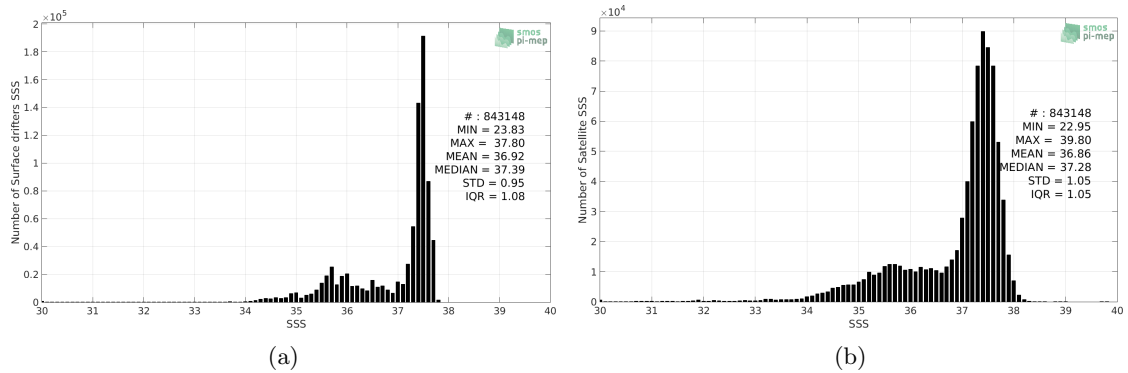 ×10^5
2
1.8
1.6
1.4
1.2
1
0.8
0.6
0.4
0.2
0
Number of Surface drifters SSS
30 31 32 33 34 35 36 37 38 39 40
SSS
smos
pi-mep
# : 843148
MIN = 23.83
MAX = 37.80
MEAN = 36.92
MEDIAN = 37.39
STD = 0.95
IQR = 1.08
(a)
×10^4
9
8
7
6
5
4
3
2
1
0
Number of Satellite SSS
30 31 32 33 34 35 36 37 38 39 40
SSS
smos
pi-mep
# : 843148
MIN = 22.95
MAX = 39.80
MEAN = 36.86
MEDIAN = 37.28
STD = 1.05
IQR = 1.05
(b)